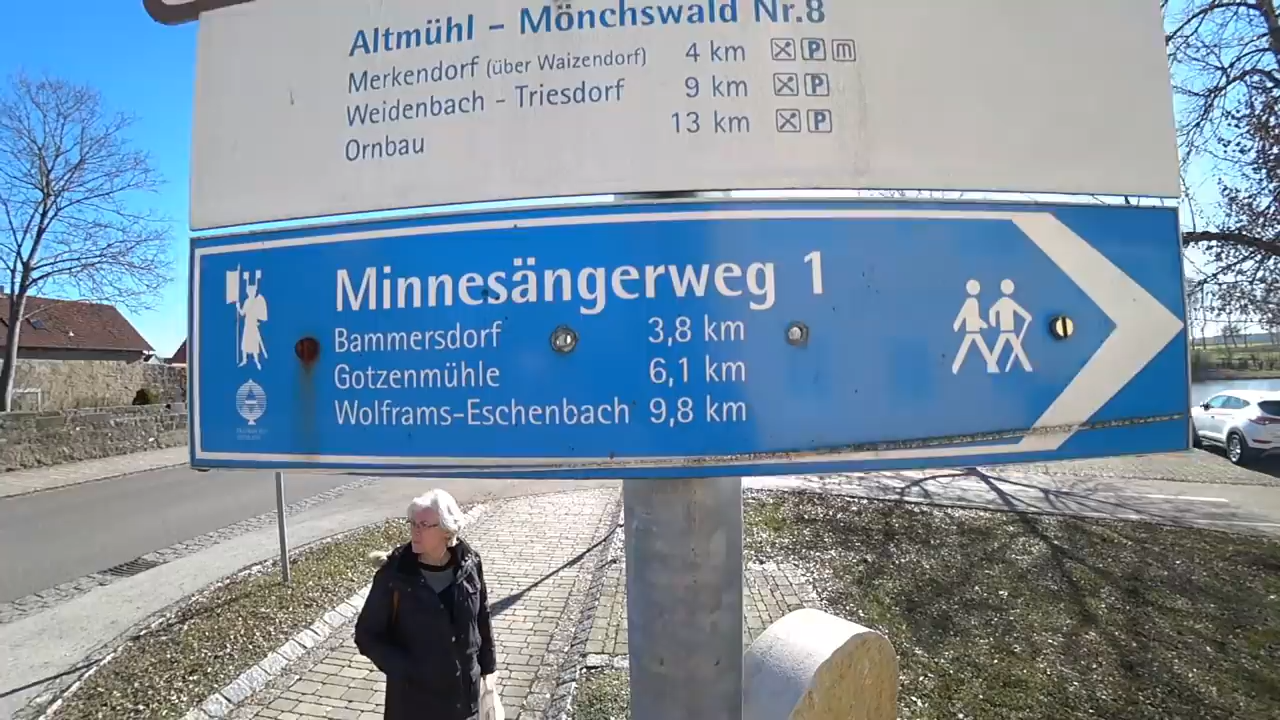 Altmühl – Mönchswald Nr.8
Merkendorf (über Waizendorf) 4 km P m
Weidenbach - Triesdorf 9 km P
Ornbau 13 km P
Minnesängerweg 1
Bammersdorf 3,8 km
Gotzenmühle 6,1 km
Wolframs-Eschenbach 9,8 km